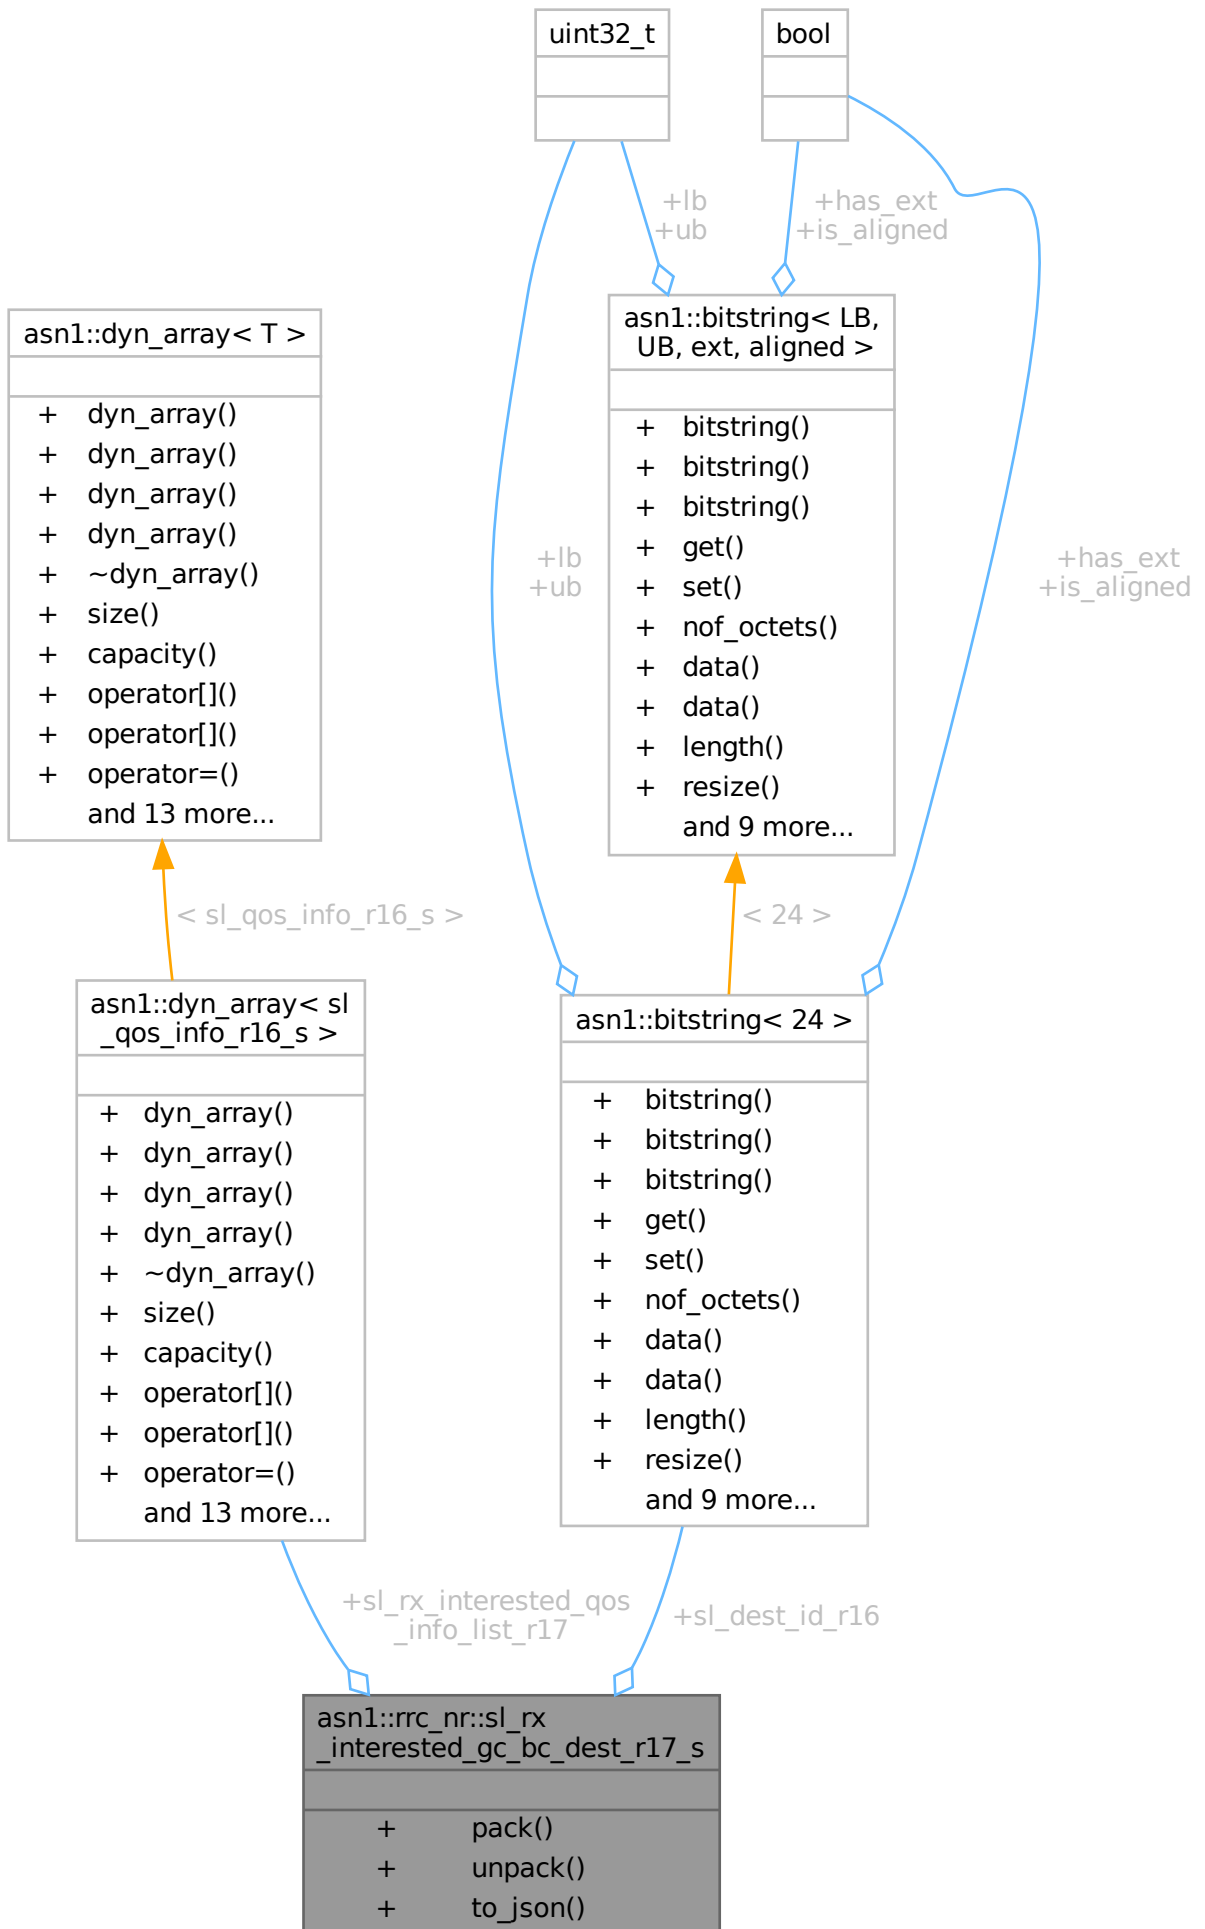 uint32_t
bool
+lb
+ub
+has_ext
+is_aligned
asn1::dyn_array< T >
+ dyn_array()
+ dyn_array()
+ dyn_array()
+ dyn_array()
+ ~dyn_array()
+ size()
+ capacity()
+ operator[]()
+ operator[]()
+ operator=()
and 13 more...
asn1::bitstring< LB,
UB, ext, aligned >
+ bitstring()
+ bitstring()
+ bitstring()
+ get()
+ set()
+ nof_octets()
+ data()
+ data()
+ length()
+ resize()
and 9 more...
+lb
+ub
+has_ext
+is_aligned
< sl_qos_info_r16_s >
< 24 >
asn1::dyn_array< sl
_qos_info_r16_s >
+ dyn_array()
+ dyn_array()
+ dyn_array()
+ dyn_array()
+ ~dyn_array()
+ size()
+ capacity()
+ operator[]()
+ operator[]()
+ operator=()
and 13 more...
asn1::bitstring< 24 >
+ bitstring()
+ bitstring()
+ bitstring()
+ get()
+ set()
+ nof_octets()
+ data()
+ data()
+ length()
+ resize()
and 9 more...
+sl_rx_interested_qos
_info_list_r17
+sl_dest_id_r16
asn1::rrc_nr::sl_rx
_interested_gc_bc_dest_r17_s
+ pack()
+ unpack()
+ to_json()